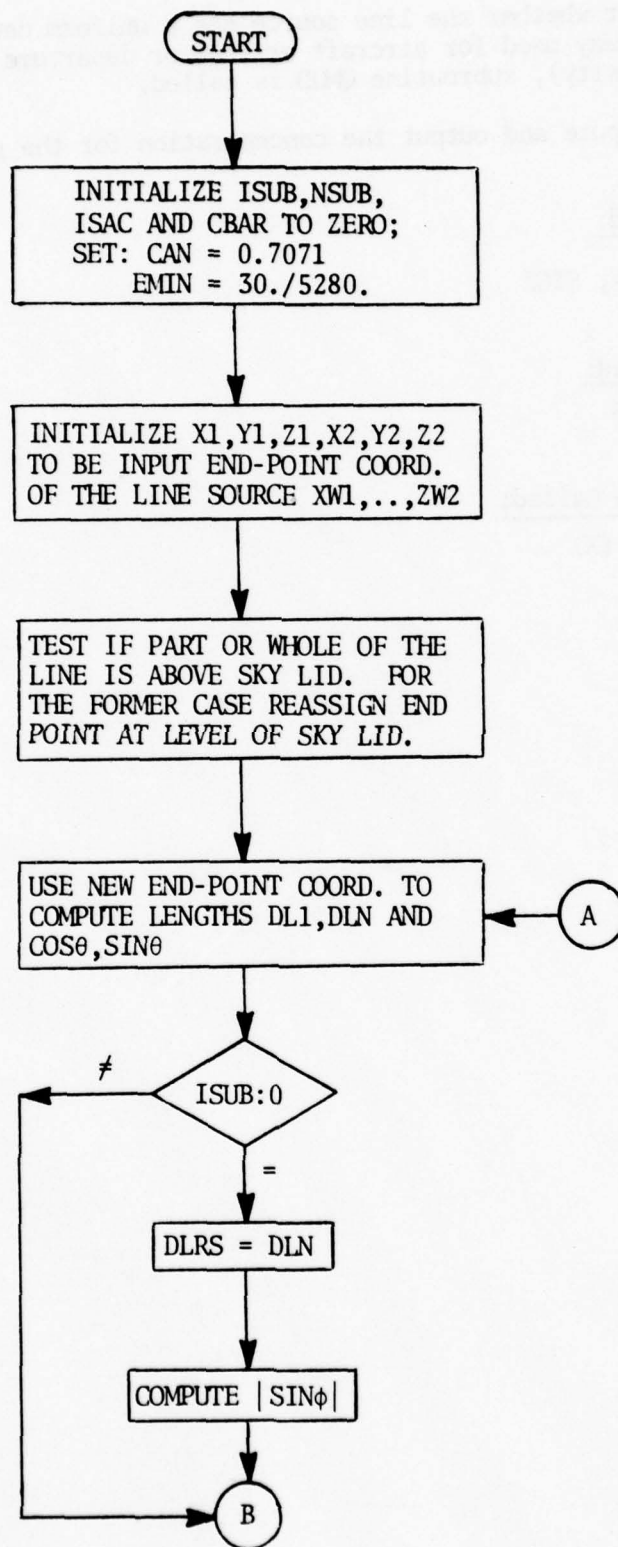 START
INITIALIZE ISUB,NSUB,
ISAC AND CBAR TO ZERO;
SET: CAN = 0.7071
EMIN = 30./5280.
INITIALIZE X1,Y1,Z1,X2,Y2,Z2
TO BE INPUT END-POINT COORD.
OF THE LINE SOURCE XW1,..,ZW2
TEST IF PART OR WHOLE OF THE
LINE IS ABOVE SKY LID. FOR
THE FORMER CASE REASSIGN END
POINT AT LEVEL OF SKY LID.
USE NEW END-POINT COORD. TO
COMPUTE LENGTHS DL1,DLN AND
COSθ,SINθ
A
≠
ISUB:0
=
DLRS = DLN
COMPUTE |SINφ|
B